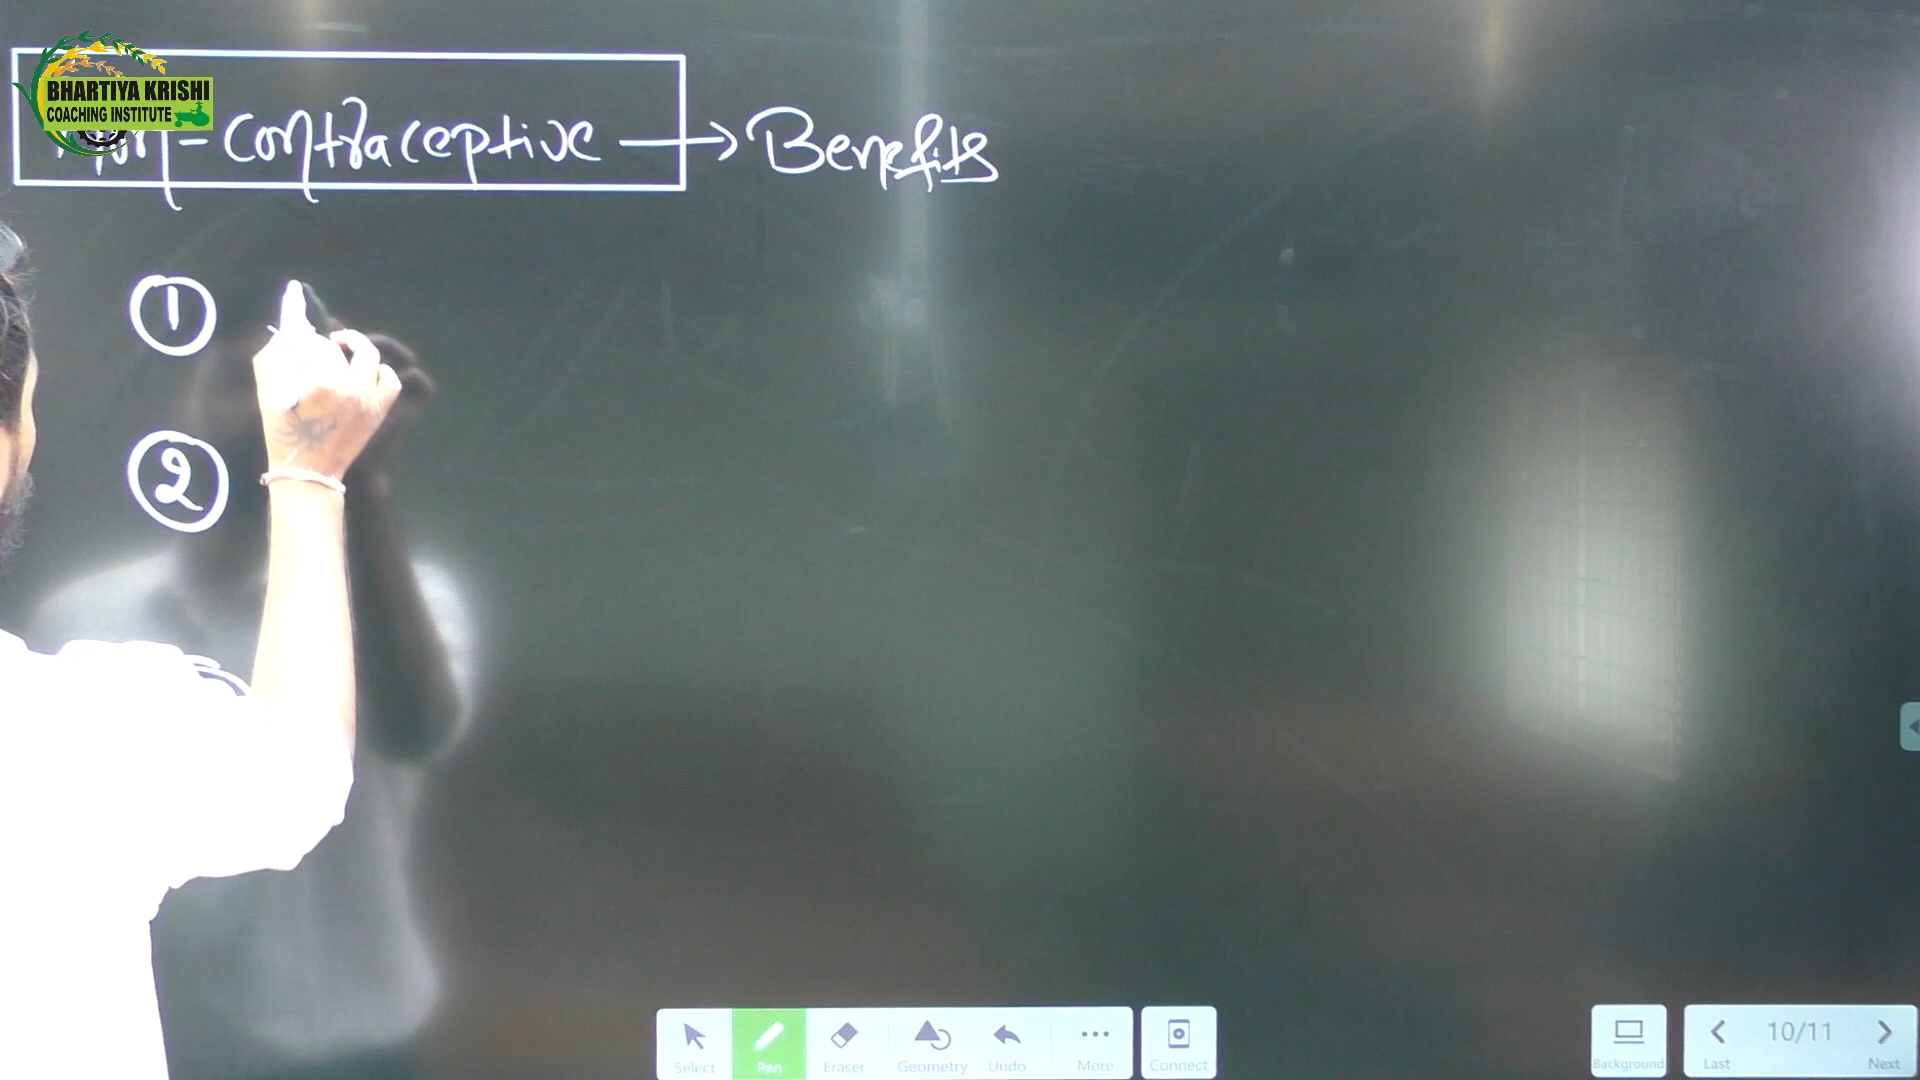 BHARTIYA KRISHI
COACHING INSTITUTE
Non-Contraceptive → Benefits
1
2
Select Pen Eraser Geometry Undo More Connect
Background
10/11
Last Next